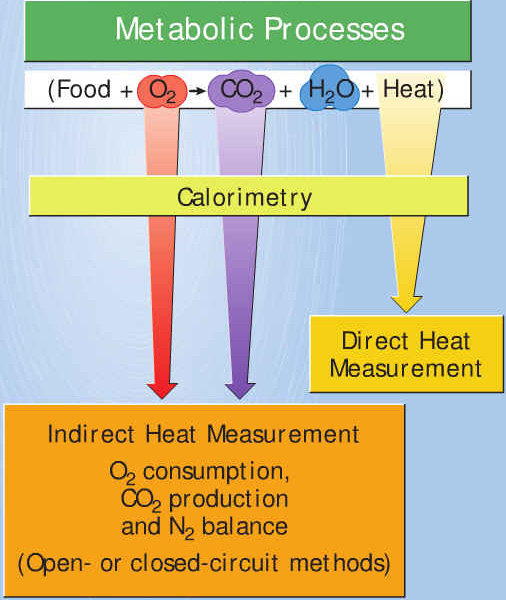 Metabolic Processes
(Food + O₂ → CO₂ + H₂O + Heat)
Calorimetry
Direct Heat
Measurement
Indirect Heat Measurement
O₂ consumption,
CO₂ production
and N₂ balance
(Open- or closed-circuit methods)